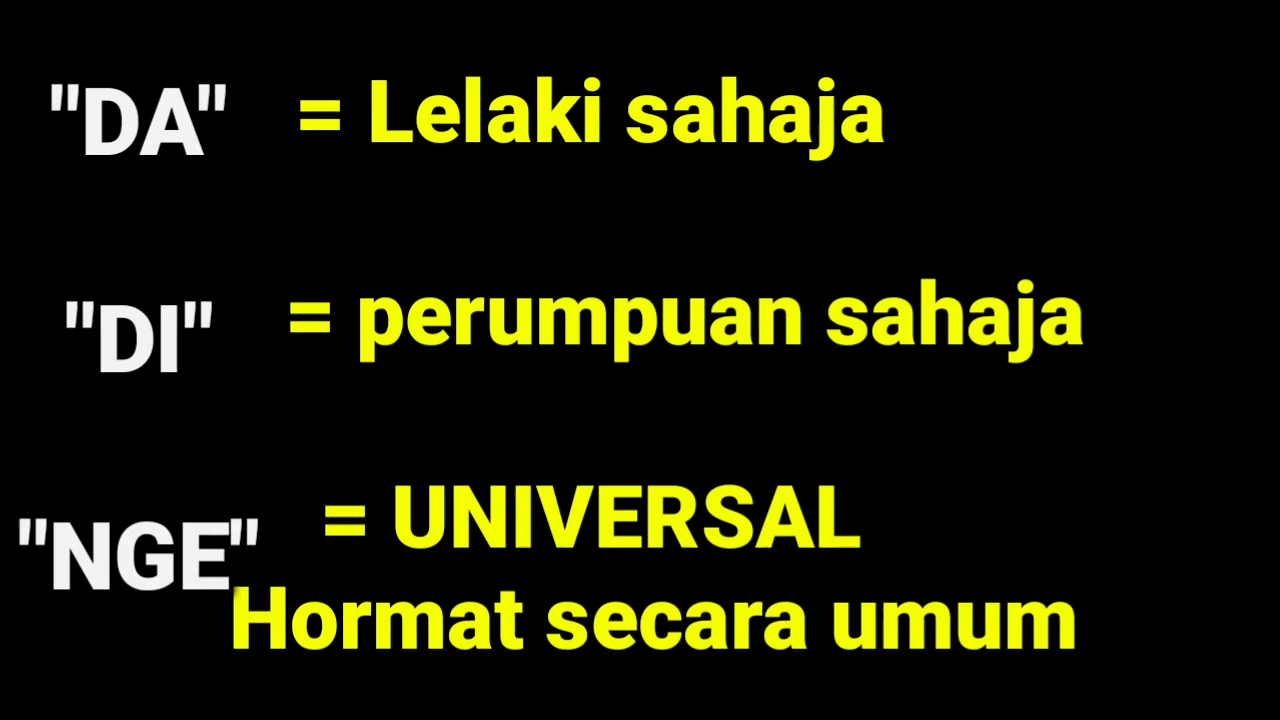 "DA" = Lelaki sahaja
"DI" = perumpuan sahaja
"NGE" = UNIVERSAL
Hormat secara umum